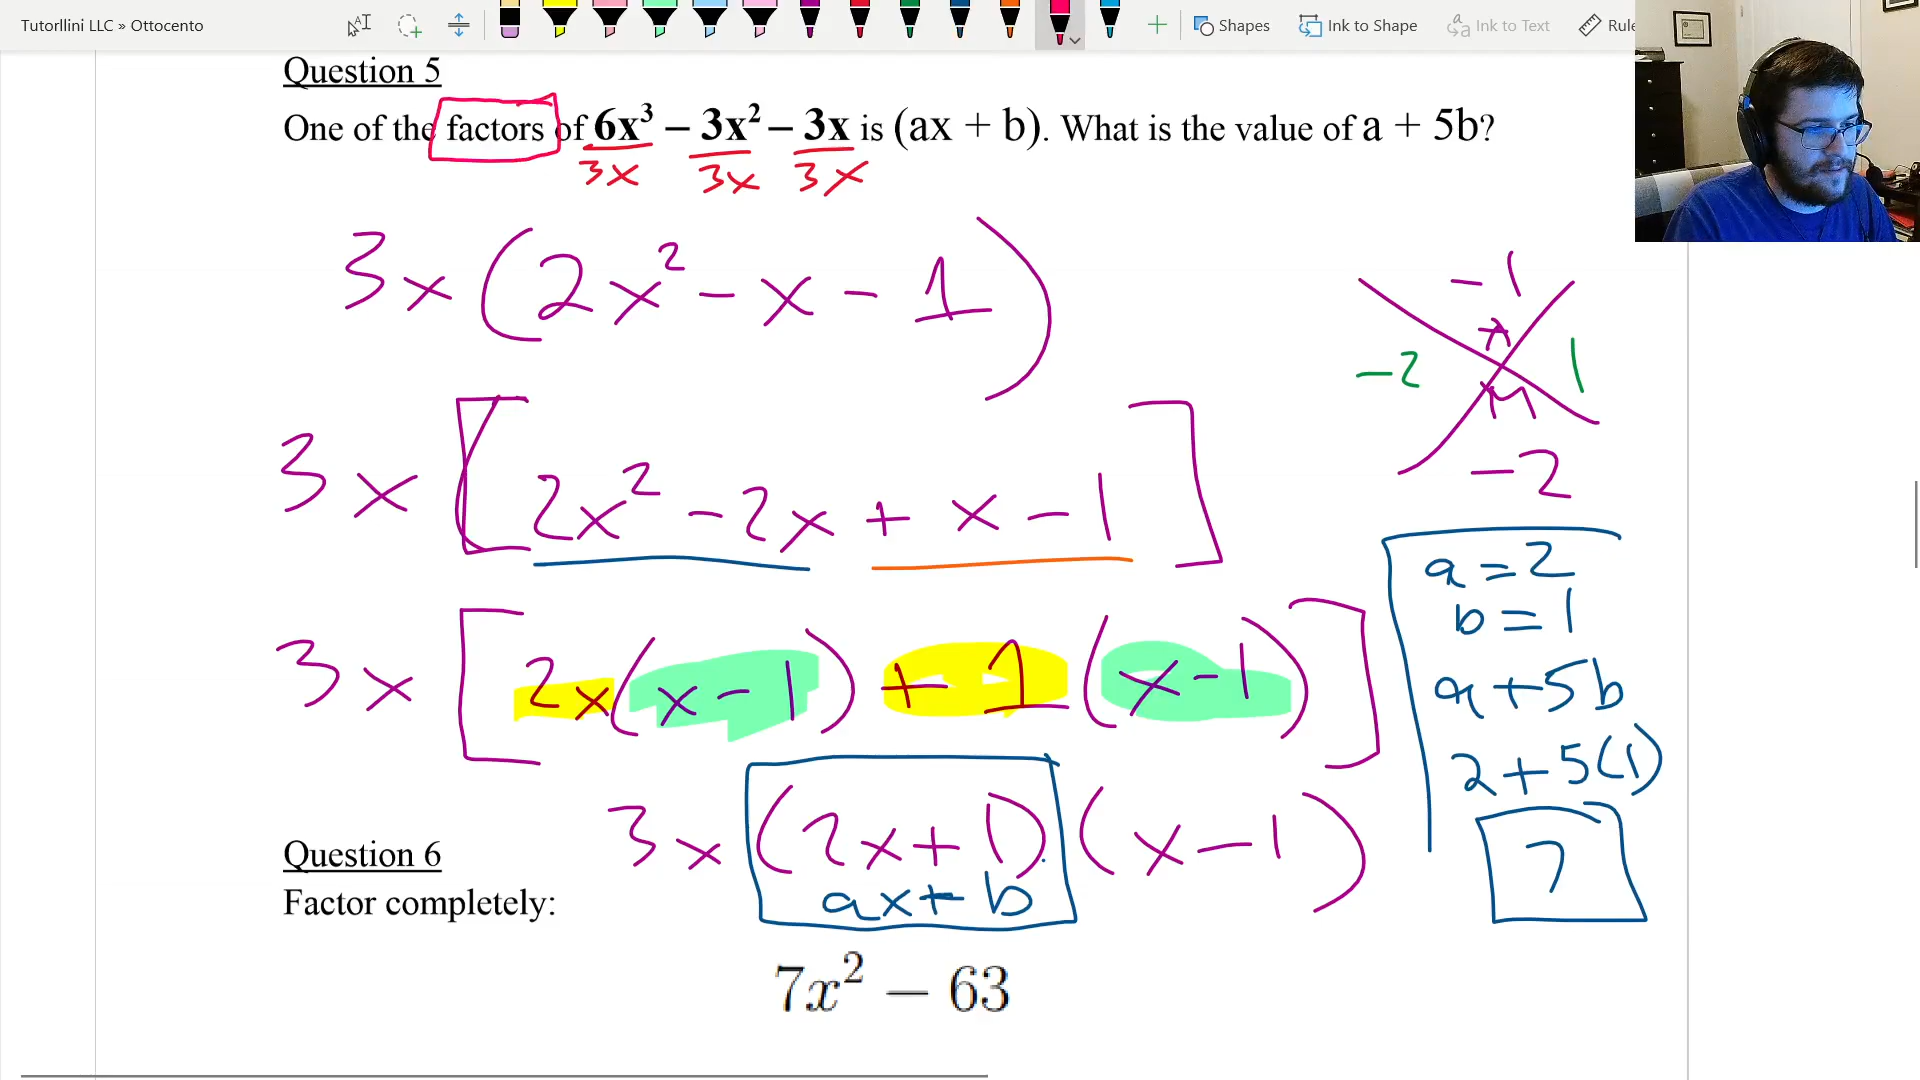 Tutorllini LLC » Ottocento
Shapes Ink to Shape Ink to Text Rule
Question 5
One of the factors of 6x³ – 3x² – 3x is (ax + b). What is the value of a + 5b?
3x 3x 3x
3x(2x² - x - 1)
-1
A
-2 1
M
-2
3x[2x² - 2x + x - 1]
a = 2
b = 1
3x[2x(x - 1) + 1(x - 1)]
a + 5b
2 + 5(1)
3x(2x + 1)(x - 1)
ax + b
7
Question 6
Factor completely:
7x² − 63